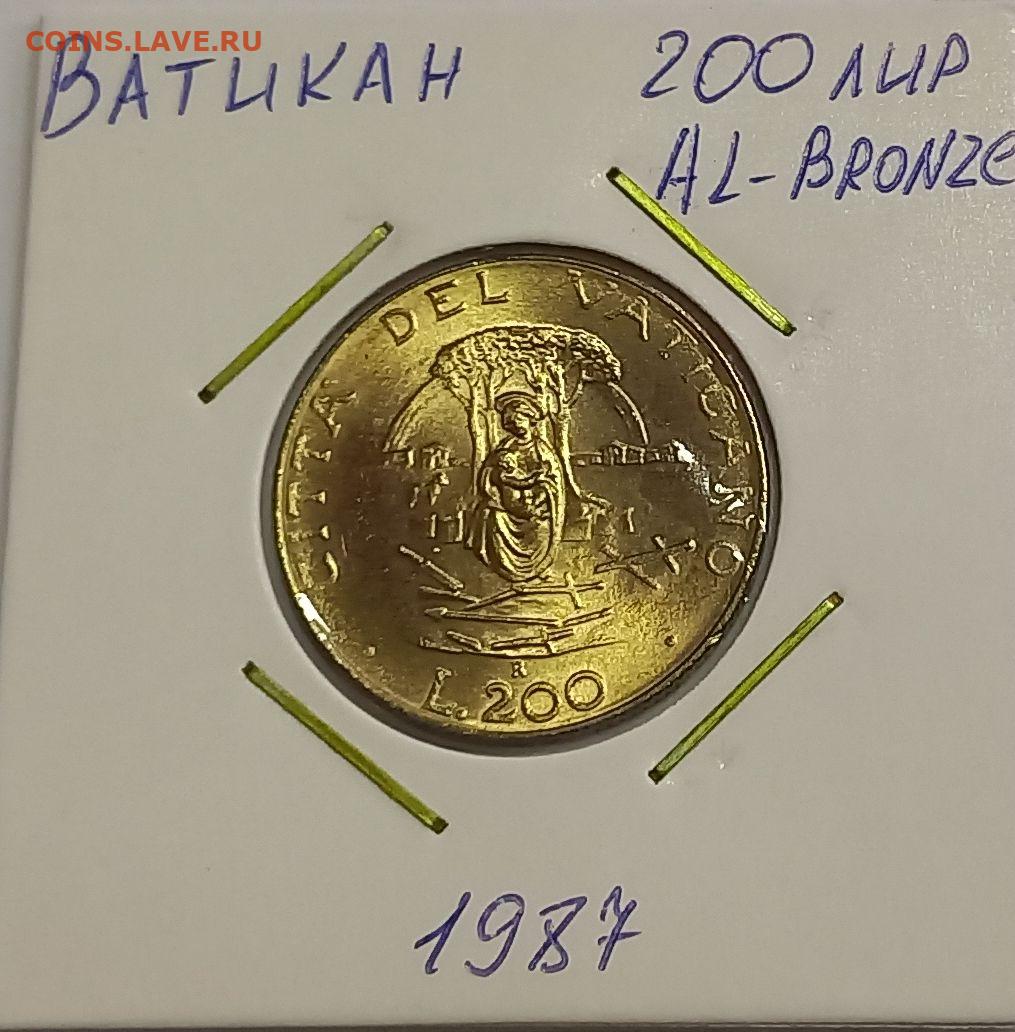 COINS.LAVE.RU
ВАТИКАН
200 ЛИР
AL-BRONZE
CITTA DEL VATICANO
R
L. 200
1987